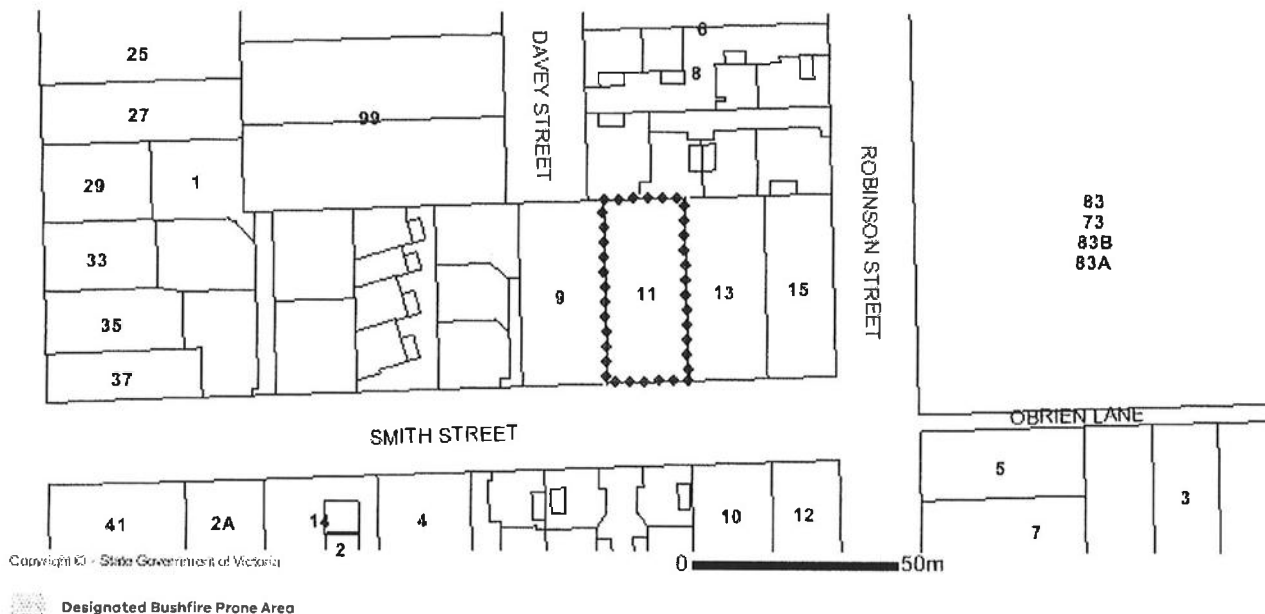 25
27
29
1
33
35
37
99
DAVEY STREET
6
8
9
11
13
15
ROBINSON STREET
83
73
83B
83A
SMITH STREET
OBRIEN LANE
5
7
3
41
2A
14
2
4
10
12
Copyright © - State Government of Victoria
0 50m
Designated Bushfire Prone Area